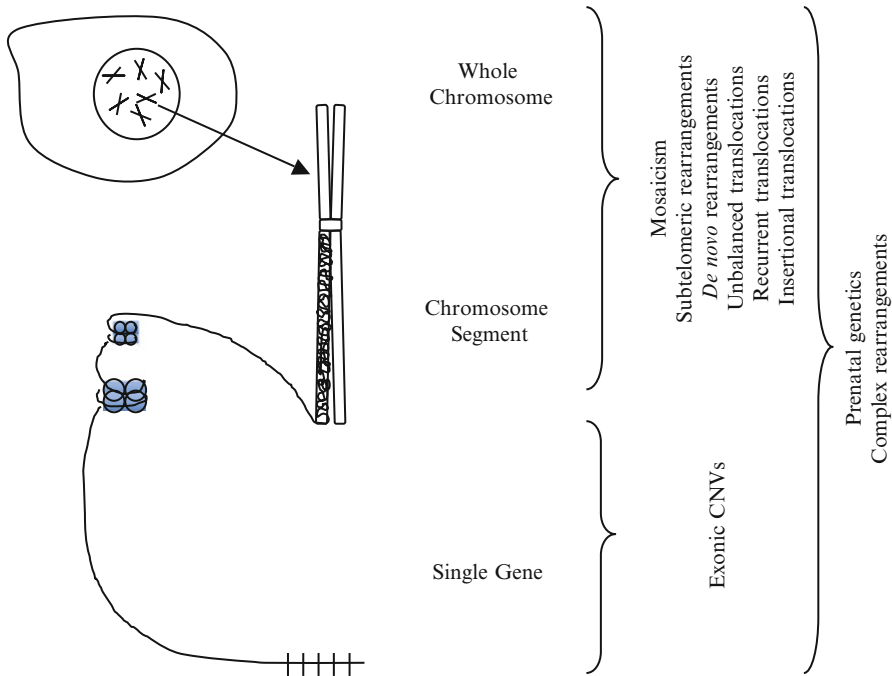 Whole
Chromosome
Chromosome
Segment
Single Gene
Mosaicism
Subtelomeric rearrangements
De novo rearrangements
Unbalanced translocations
Recurrent translocations
Insertional translocations
Exonic CNVs
Prenatal genetics
Complex rearrangements